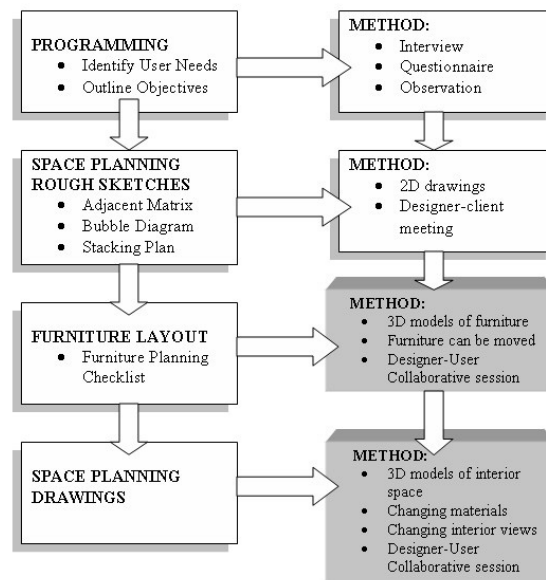 PROGRAMMING
• Identify User Needs
• Outline Objectives
METHOD:
• Interview
• Questionnaire
• Observation
SPACE PLANNING
ROUGH SKETCHES
• Adjacent Matrix
• Bubble Diagram
• Stacking Plan
METHOD:
• 2D drawings
• Designer-client
meeting
FURNITURE LAYOUT
• Furniture Planning
Checklist
METHOD:
• 3D models of furniture
• Furniture can be moved
• Designer-User
Collaborative session
SPACE PLANNING
DRAWINGS
METHOD:
• 3D models of interior
space
• Changing materials
• Changing interior views
• Designer-User
Collaborative session